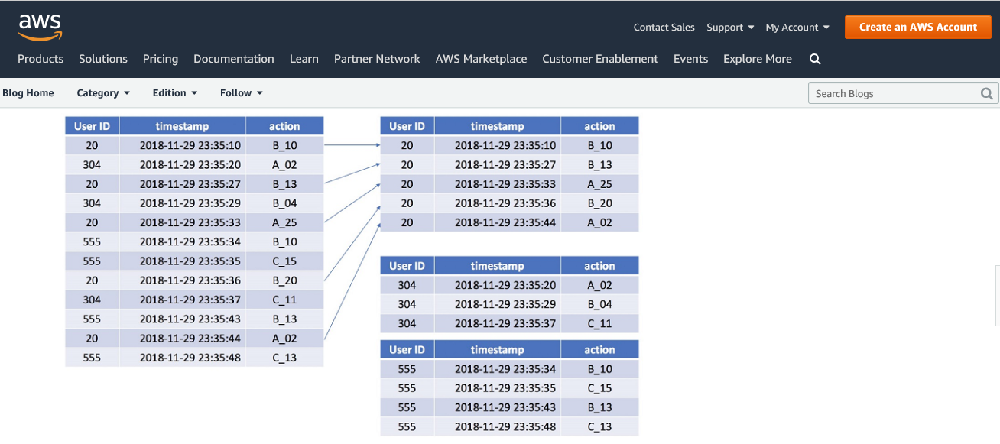 aws
Contact Sales Support My Account Create an AWS Account
Products Solutions Pricing Documentation Learn Partner Network AWS Marketplace Customer Enablement Events Explore More
Blog Home Category Edition Follow Search Blogs
User ID timestamp action
20 2018-11-29 23:35:10 B_10
304 2018-11-29 23:35:20 A_02
20 2018-11-29 23:35:27 B_13
304 2018-11-29 23:35:29 B_04
20 2018-11-29 23:35:33 A_25
555 2018-11-29 23:35:34 B_10
555 2018-11-29 23:35:35 C_15
20 2018-11-29 23:35:36 B_20
304 2018-11-29 23:35:37 C_11
555 2018-11-29 23:35:43 B_13
20 2018-11-29 23:35:44 A_02
555 2018-11-29 23:35:48 C_13
User ID timestamp action
20 2018-11-29 23:35:10 B_10
20 2018-11-29 23:35:27 B_13
20 2018-11-29 23:35:33 A_25
20 2018-11-29 23:35:36 B_20
20 2018-11-29 23:35:44 A_02
User ID timestamp action
304 2018-11-29 23:35:20 A_02
304 2018-11-29 23:35:29 B_04
304 2018-11-29 23:35:37 C_11
User ID timestamp action
555 2018-11-29 23:35:34 B_10
555 2018-11-29 23:35:35 C_15
555 2018-11-29 23:35:43 B_13
555 2018-11-29 23:35:48 C_13